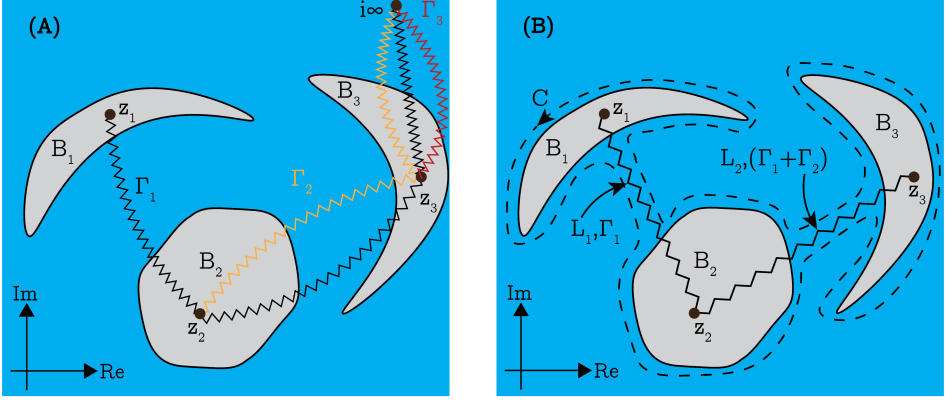 (A)
i∞
Γ₃
B₃
z₁
B₁
Γ₁
Γ₂
z₃
B₂
z₂
Im
Re
(B)
C
z₁
B₁
B₃
L₂,(Γ₁+Γ₂)
z₃
L₁,Γ₁
B₂
z₂
Im
Re